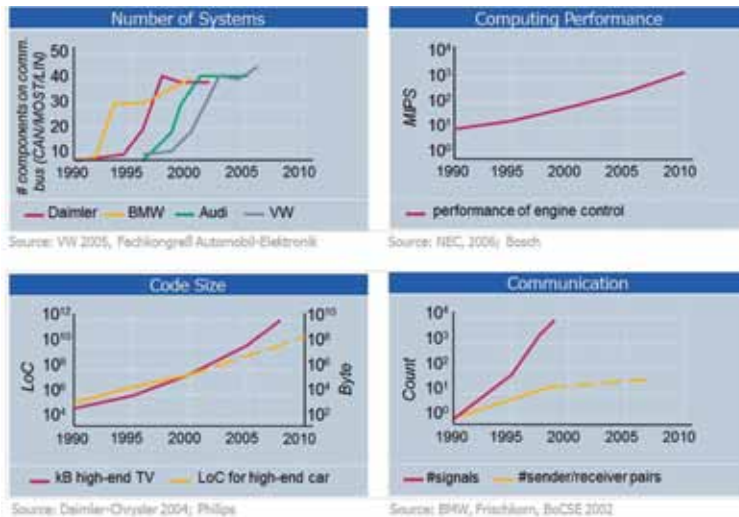 Number of Systems
# components on comm. bus (CAN/MOST/LIN)
50
40
30
20
10
1990 1995 2000 2005 2010
Daimler BMW Audi VW
Source: VW 2005, Fachkongreß Automobil-Elektronik
Computing Performance
MIPS
10⁴
10³
10²
10¹
10⁰
1990 1995 2000 2005 2010
performance of engine control
Source: NEC, 2006; Bosch
Code Size
LoC
10¹²
10¹⁰
10⁸
10⁶
10⁴
10¹⁰
10⁸
10⁶
10⁴
10²
Byte
1990 1995 2000 2005 2010
kB high-end TV LoC for high-end car
Source: Daimler-Chrysler 2004; Philips
Communication
Count
10⁴
10³
10²
10¹
10⁰
1990 1995 2000 2005 2010
#signals #sender/receiver pairs
Source: BMW, Frischkorn, BoCSE 2002